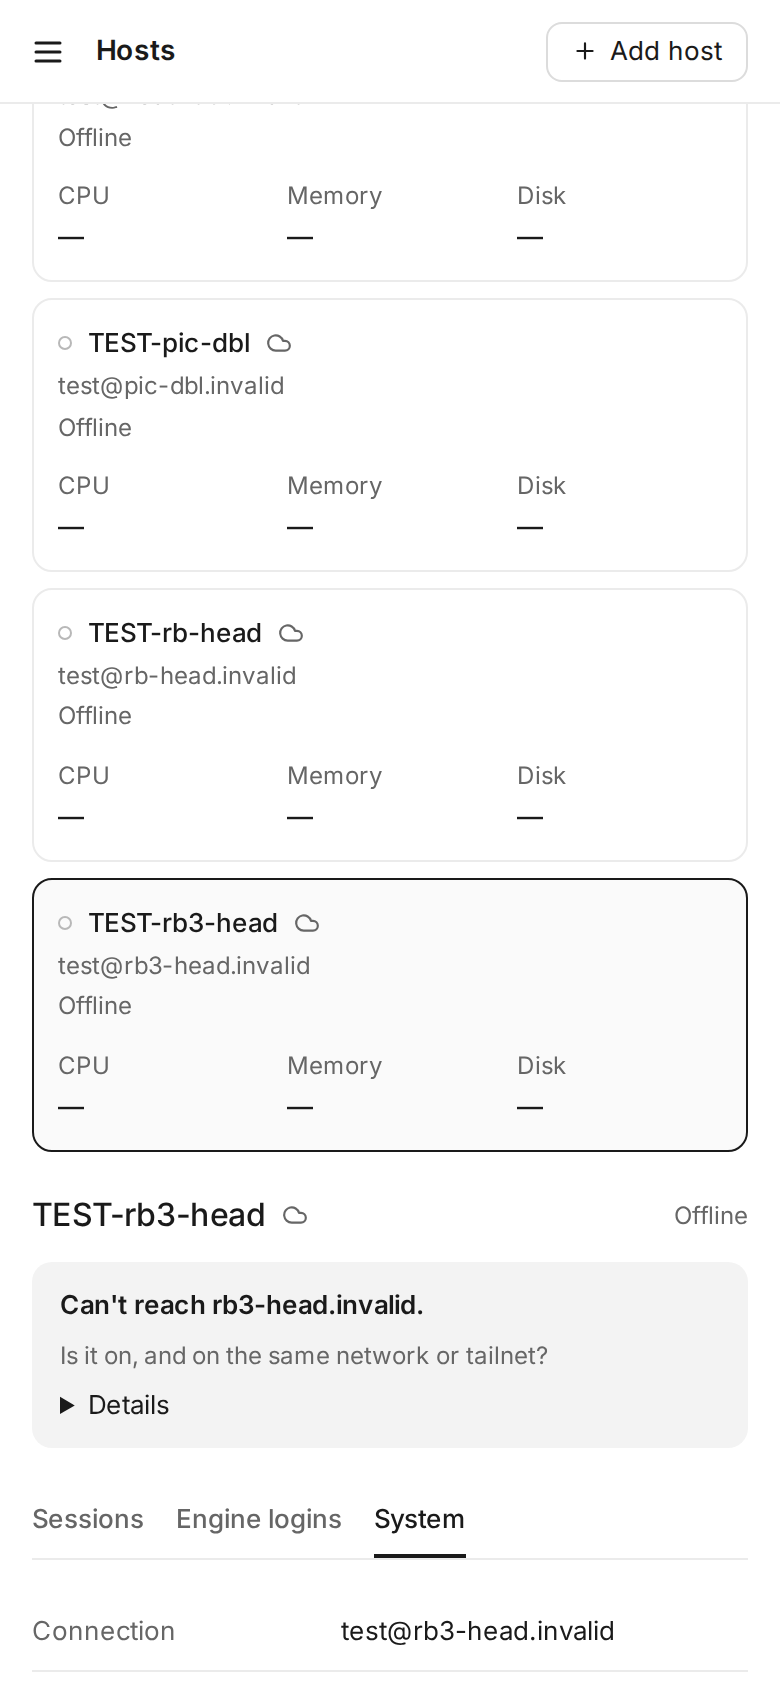 Hosts
+ Add host
Offline
CPU Memory Disk
— — —
TEST-pic-dbl
test@pic-dbl.invalid
Offline
CPU Memory Disk
— — —
TEST-rb-head
test@rb-head.invalid
Offline
CPU Memory Disk
— — —
TEST-rb3-head
test@rb3-head.invalid
Offline
CPU Memory Disk
— — —
TEST-rb3-head Offline
Can't reach rb3-head.invalid.
Is it on, and on the same network or tailnet?
▶ Details
Sessions Engine logins System
Connection test@rb3-head.invalid